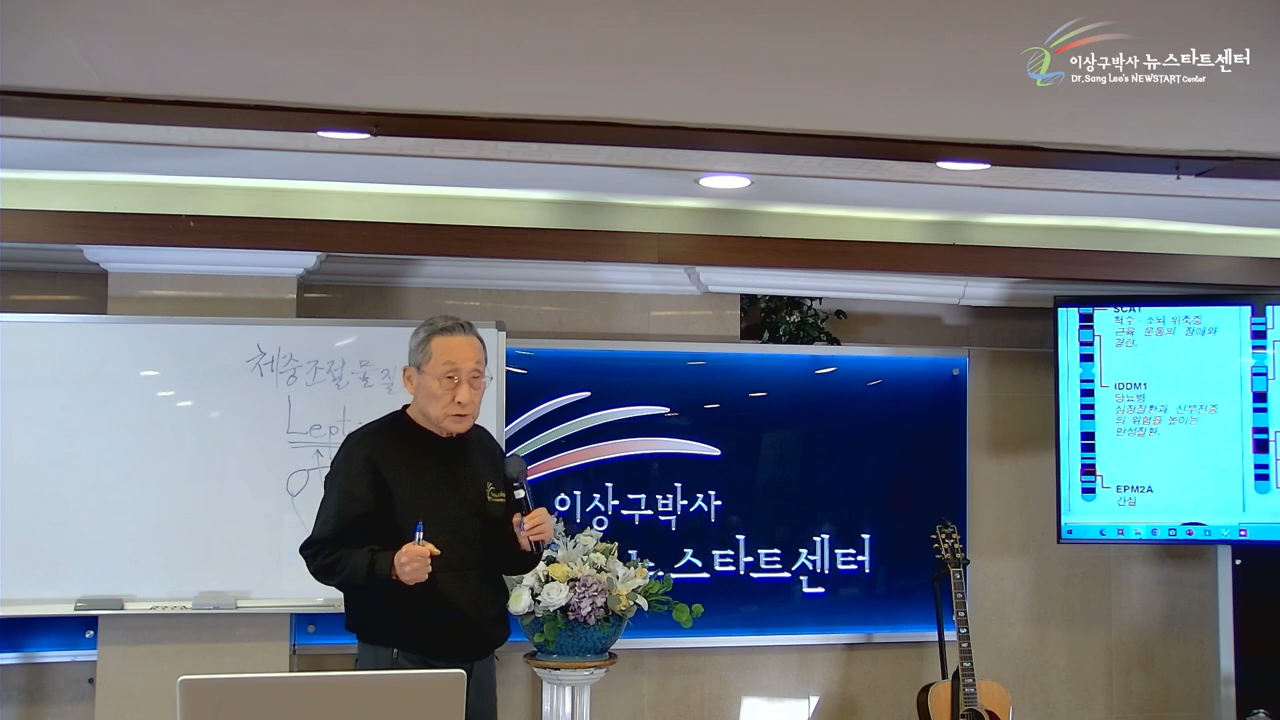 이상구박사 뉴스타트센터
Dr. Sang Lee's NEWSTART Center
체중조절 물질
Lept
이상구박사
뉴스타트센터
SCA1
척수, 소뇌 위축증
근육 운동의 장애와
경련.
IDDM1
당뇨병
심장질환과 신부전증
의 위험을 높이는
만성질환.
EPM2A
간질